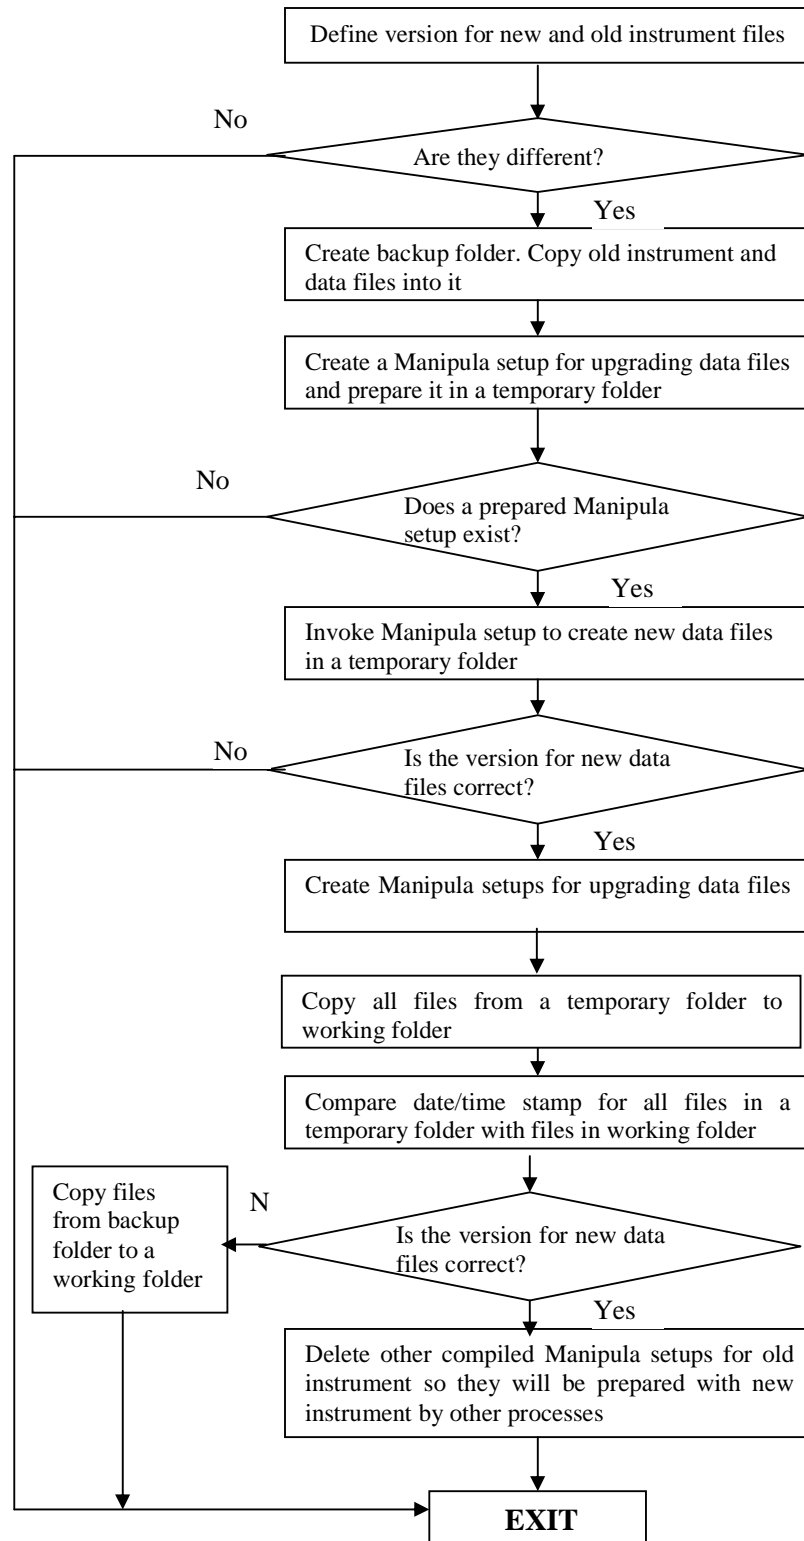 Define version for new and old instrument files
No
Are they different?
Yes
Create backup folder. Copy old instrument and
data files into it
Create a Manipula setup for upgrading data files
and prepare it in a temporary folder
No
Does a prepared Manipula
setup exist?
Yes
Invoke Manipula setup to create new data files
in a temporary folder
No
Is the version for new data
files correct?
Yes
Create Manipula setups for upgrading data files
Copy all files from a temporary folder to
working folder
Compare date/time stamp for all files in a
temporary folder with files in working folder
Copy files
from backup
folder to a
working folder
N
Is the version for new data
files correct?
Yes
Delete other compiled Manipula setups for old
instrument so they will be prepared with new
instrument by other processes
EXIT